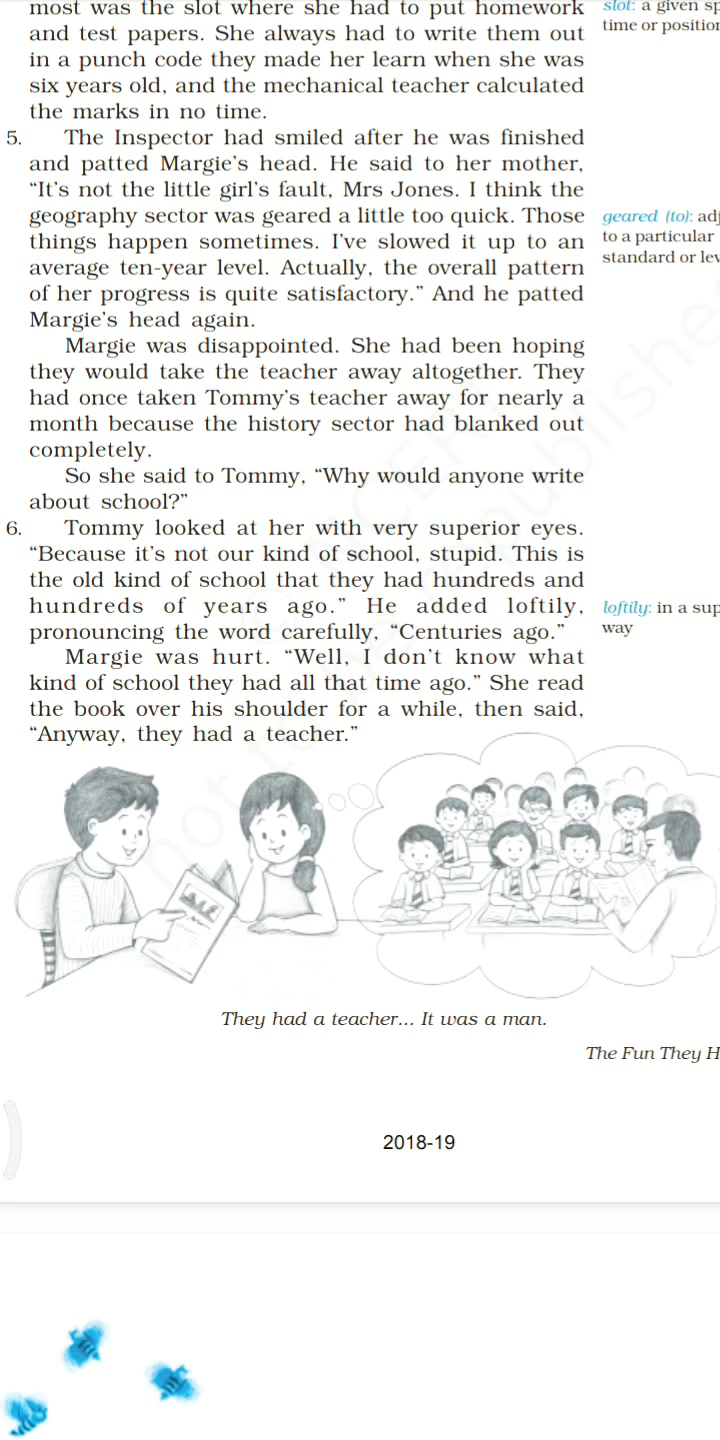 most was the slot where she had to put homework
slot: a given
and test papers. She always had to write them out
time or position
in a punch code they made her learn when she was
six years old, and the mechanical teacher calculated
the marks in no time.
5. The Inspector had smiled after he was finished
and patted Margie’s head. He said to her mother,
“It’s not the little girl’s fault, Mrs Jones. I think the
geography sector was geared a little too quick. Those
geared (to): adj
things happen sometimes. I’ve slowed it up to an
to a particular
average ten-year level. Actually, the overall pattern
standard or lev
of her progress is quite satisfactory.” And he patted
Margie’s head again.
Margie was disappointed. She had been hoping
they would take the teacher away altogether. They
had once taken Tommy’s teacher away for nearly a
month because the history sector had blanked out
completely.
So she said to Tommy, “Why would anyone write
about school?”
6. Tommy looked at her with very superior eyes.
“Because it’s not our kind of school, stupid. This is
the old kind of school that they had hundreds and
hundreds of years ago.” He added loftily,
loftily: in a sup
pronouncing the word carefully, “Centuries ago.”
way
Margie was hurt. “Well, I don’t know what
kind of school they had all that time ago.” She read
the book over his shoulder for a while, then said,
“Anyway, they had a teacher.”
They had a teacher... It was a man.
The Fun They H
2018-19